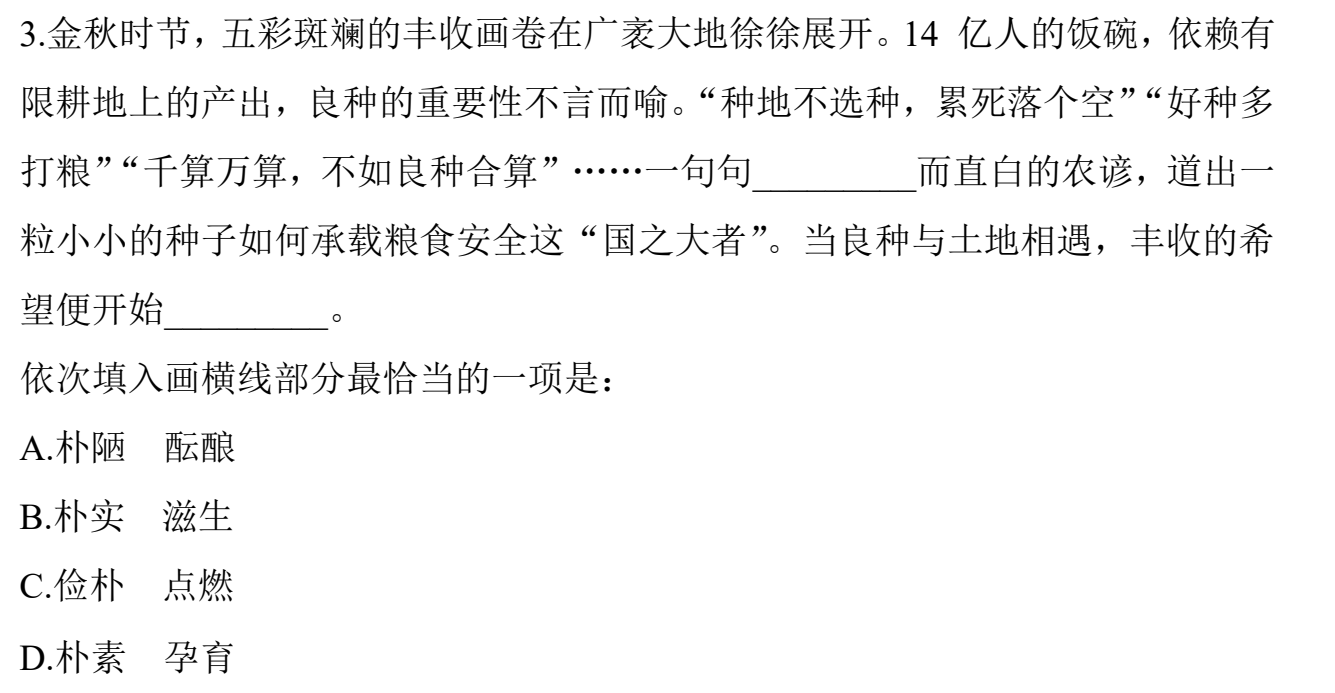 3.金秋时节，五彩斑斓的丰收画卷在广袤大地徐徐展开。14 亿人的饭碗，依赖有
限耕地上的产出，良种的重要性不言而喻。“种地不选种，累死落个空”“好种多
打粮”“千算万算，不如良种合算”……一句句_________而直白的农谚，道出一
粒小小的种子如何承载粮食安全这“国之大者”。当良种与土地相遇，丰收的希
望便开始_________。
依次填入画横线部分最恰当的一项是：
A.朴陋 酝酿
B.朴实 滋生
C.俭朴 点燃
D.朴素 孕育